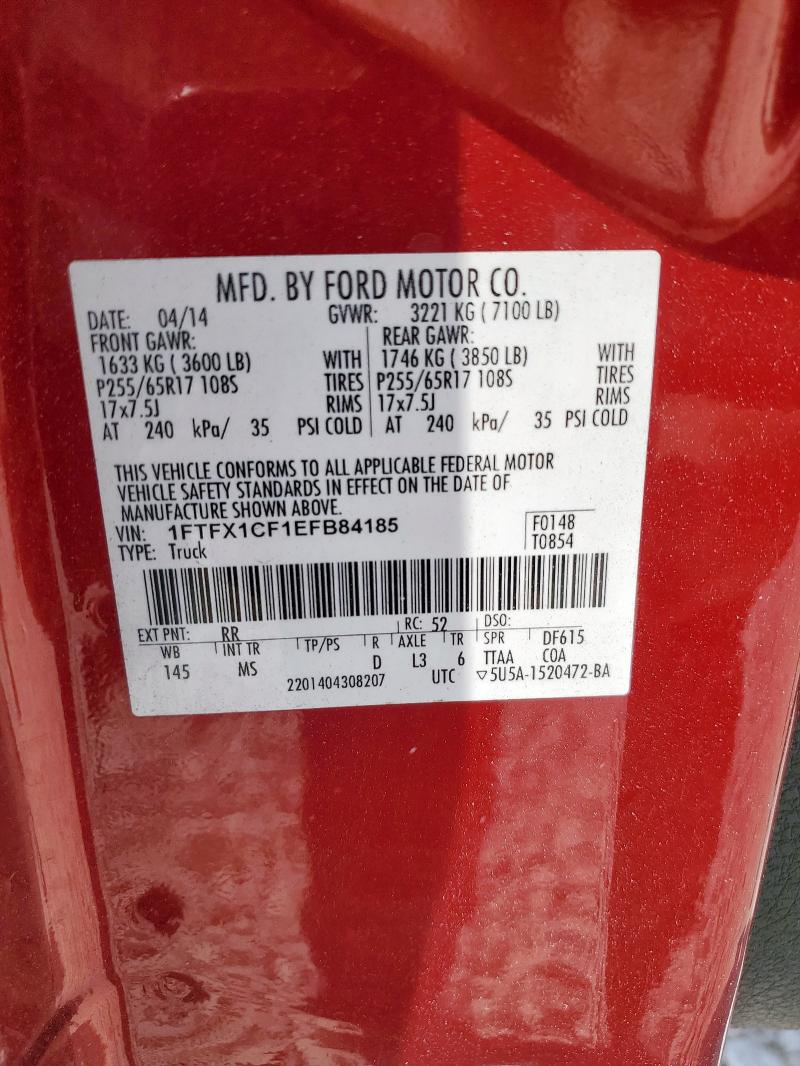 MFD. BY FORD MOTOR CO.
DATE: 04/14 GVWR: 3221 KG ( 7100 LB)
FRONT GAWR: REAR GAWR:
1633 KG ( 3600 LB) WITH 1746 KG ( 3850 LB) WITH
P255/65R17 108S TIRES P255/65R17 108S TIRES
17x7.5J RIMS 17x7.5J RIMS
AT 240 kPa/ 35 PSI COLD AT 240 kPa/ 35 PSI COLD
THIS VEHICLE CONFORMS TO ALL APPLICABLE FEDERAL MOTOR
VEHICLE SAFETY STANDARDS IN EFFECT ON THE DATE OF
MANUFACTURE SHOWN ABOVE.
VIN: 1FTFX1CF1EFB84185 F0148
TYPE: Truck T0854
EXT PNT: RR RC: 52 DSO:
WB INT TR TP/PS R AXLE TR SPR DF615
145 MS D L3 6 TTAA COA
2201404308207 UTC ▽5U5A-1520472-BA